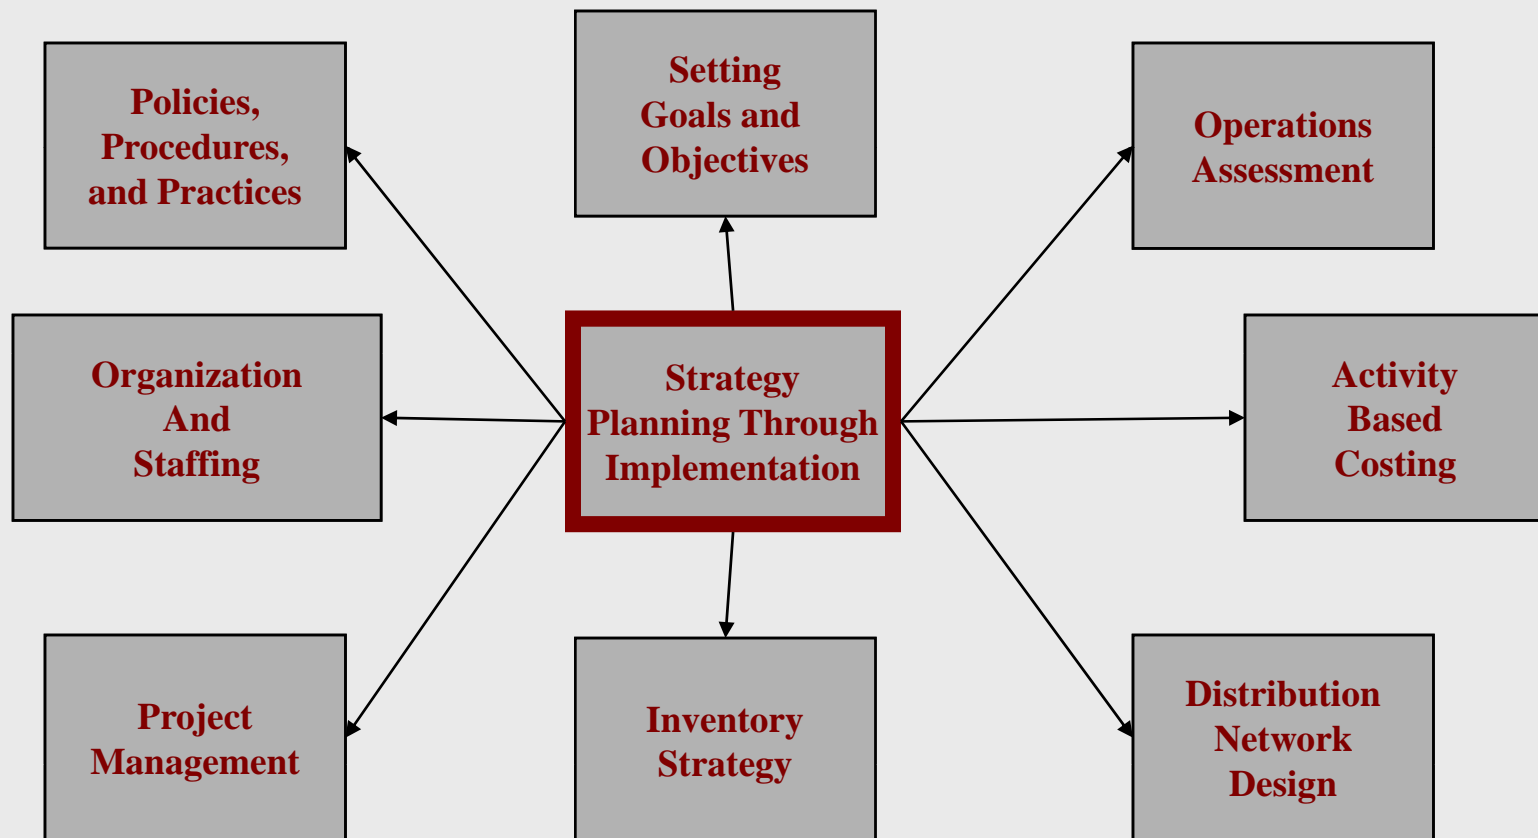 Policies,
Procedures,
and Practices
Setting
Goals and
Objectives
Operations
Assessment
Organization
And
Staffing
Strategy
Planning Through
Implementation
Activity
Based
Costing
Project
Management
Inventory
Strategy
Distribution
Network
Design